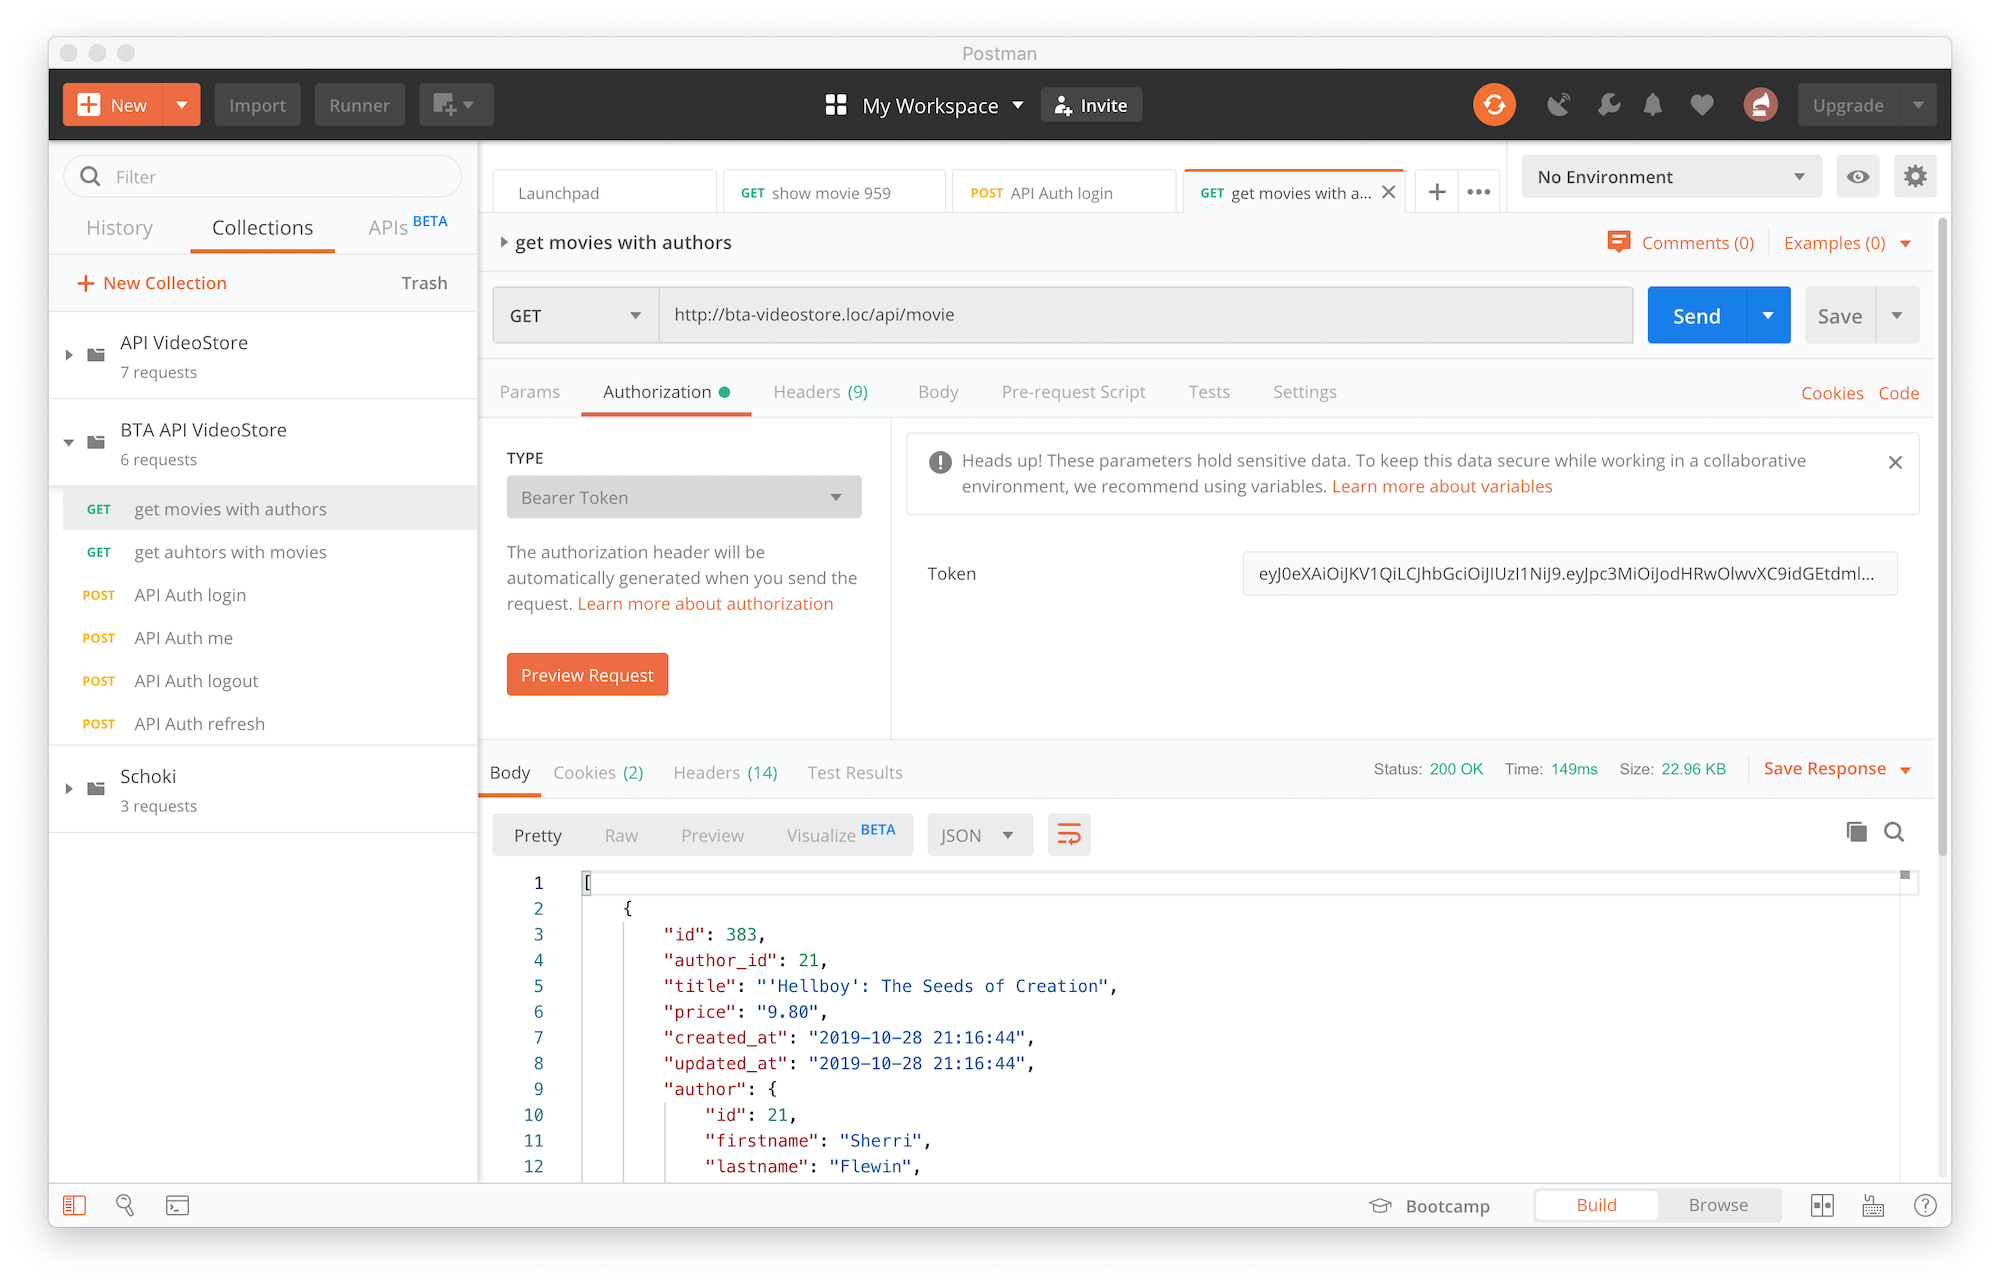 Postman
New
Import
Runner
My Workspace
Invite
Upgrade
Filter
History
Collections
APIs BETA
New Collection
Trash
API VideoStore
7 requests
BTA API VideoStore
6 requests
GET get movies with authors
GET get auhtors with movies
POST API Auth login
POST API Auth me
POST API Auth logout
POST API Auth refresh
Schoki
3 requests
Launchpad
GET show movie 959
POST API Auth login
GET get movies with a...
No Environment
get movies with authors
Comments (0)
Examples (0)
GET
http://bta-videostore.loc/api/movie
Send
Save
Params
Authorization
Headers (9)
Body
Pre-request Script
Tests
Settings
Cookies
Code
TYPE
Bearer Token
The authorization header will be
automatically generated when you send the
request. Learn more about authorization
Preview Request
Heads up! These parameters hold sensitive data. To keep this data secure while working in a collaborative
environment, we recommend using variables. Learn more about variables
Token
eyJ0eXAiOiJKV1QiLCJhbGciOiJIUzI1NiJ9.eyJpc3MiOiJodHRwOlwvXC9idGEtdml...
Body
Cookies (2)
Headers (14)
Test Results
Status: 200 OK
Time: 149ms
Size: 22.96 KB
Save Response
Pretty
Raw
Preview
Visualize BETA
JSON
1 [
2 {
3 "id": 383,
4 "author_id": 21,
5 "title": "'Hellboy': The Seeds of Creation",
6 "price": "9.80",
7 "created_at": "2019-10-28 21:16:44",
8 "updated_at": "2019-10-28 21:16:44",
9 "author": {
10 "id": 21,
11 "firstname": "Sherri",
12 "lastname": "Flewin",
Bootcamp
Build
Browse